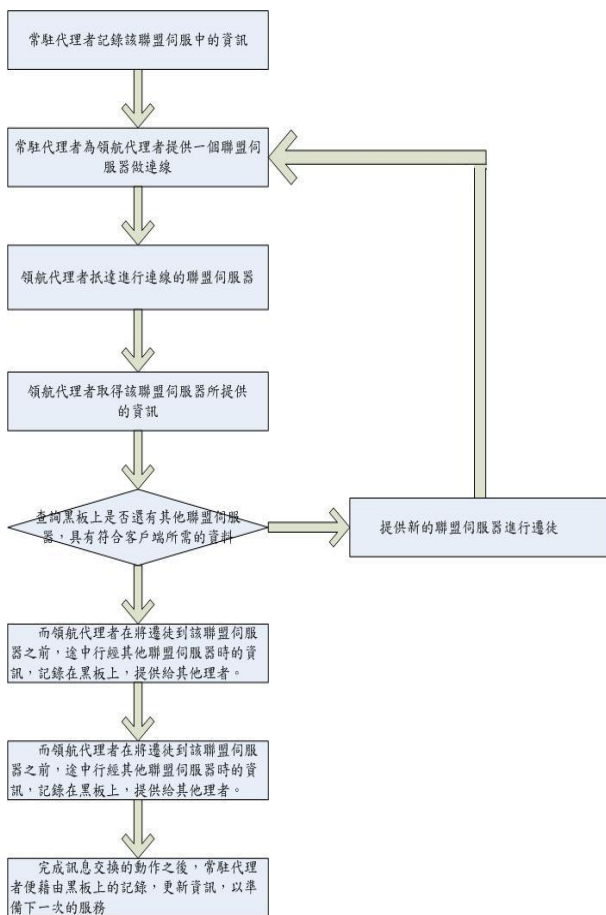 常駐代理者記錄該聯盟伺服中的資訊
常駐代理者為領航代理者提供一個聯盟伺
服器做連線
領航代理者抵達進行連線的聯盟伺服器
領航代理者取得該聯盟伺服器所提供
的資訊
查詢黑板上是否還有其他聯盟伺服
器，具有符合客戶端所需的資料
提供新的聯盟伺服器進行遷徒
而領航代理者在將遷徒到該聯盟伺服
器之前，途中行經其他聯盟伺服器時的資
訊，記錄在黑板上，提供給其他理者。
而領航代理者在將遷徒到該聯盟伺服
器之前，途中行經其他聯盟伺服器時的資
訊，記錄在黑板上，提供給其他理者。
完成訊息交換的動作之後，常駐代理
者便藉由黑板上的記錄，更新資訊，以準
備下一次的服務